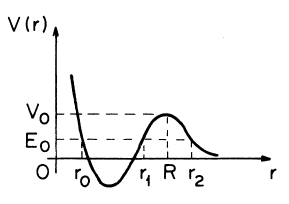 V(r)
V₀
E₀
O r₀ r₁ R r₂ r